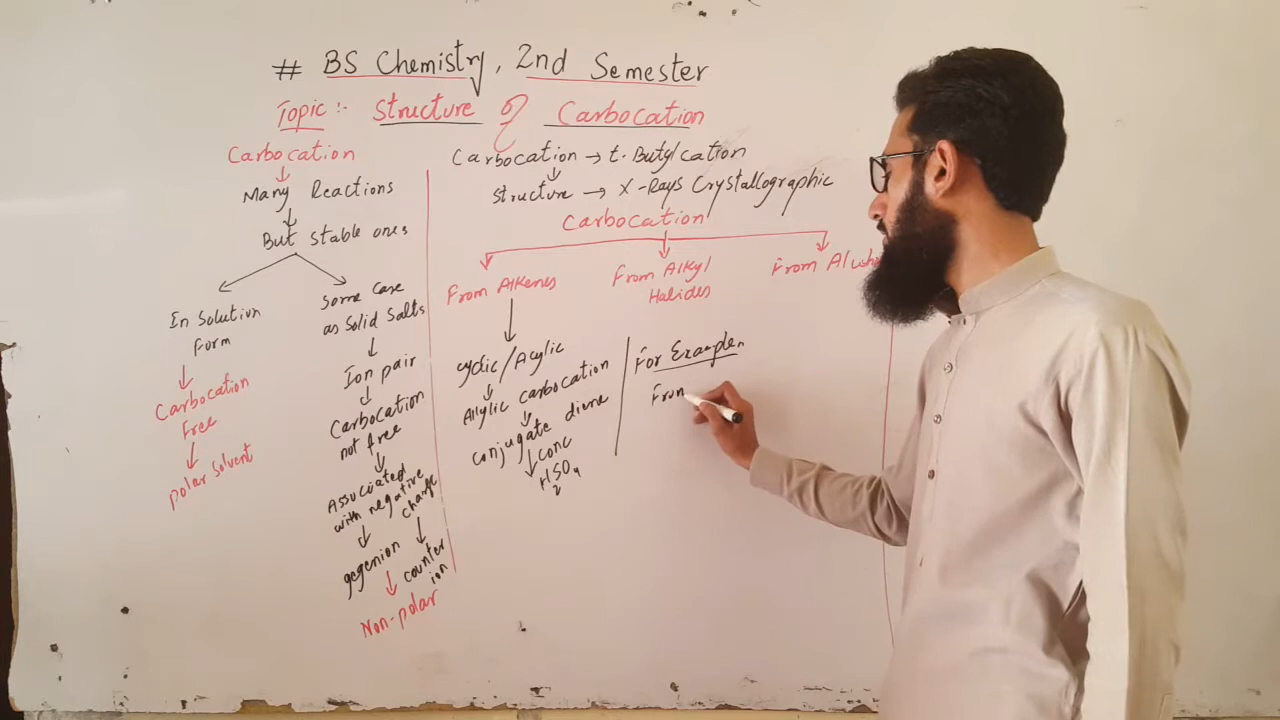 # BS Chemistry, 2nd Semester
Topic :- Structure of Carbocation
Carbocation
Many Reactions
But stable ones
In Solution
Form
Carbocation
Free
Polar Solvent
Some Case
as Solid Salts
Ion pair
Carbocation
not free
Associated
with negative
charge
gegenion
counter
ion
Non-polar
Carbocation → t. Butylcation
Structure → X-Rays Crystallographic
Carbocation
From Alkenes
From Alkyl
Halides
From Alcoho
cyclic/Acylic
Allylic carbocation
conjugate diene
conc
H2SO4
For Example,
From